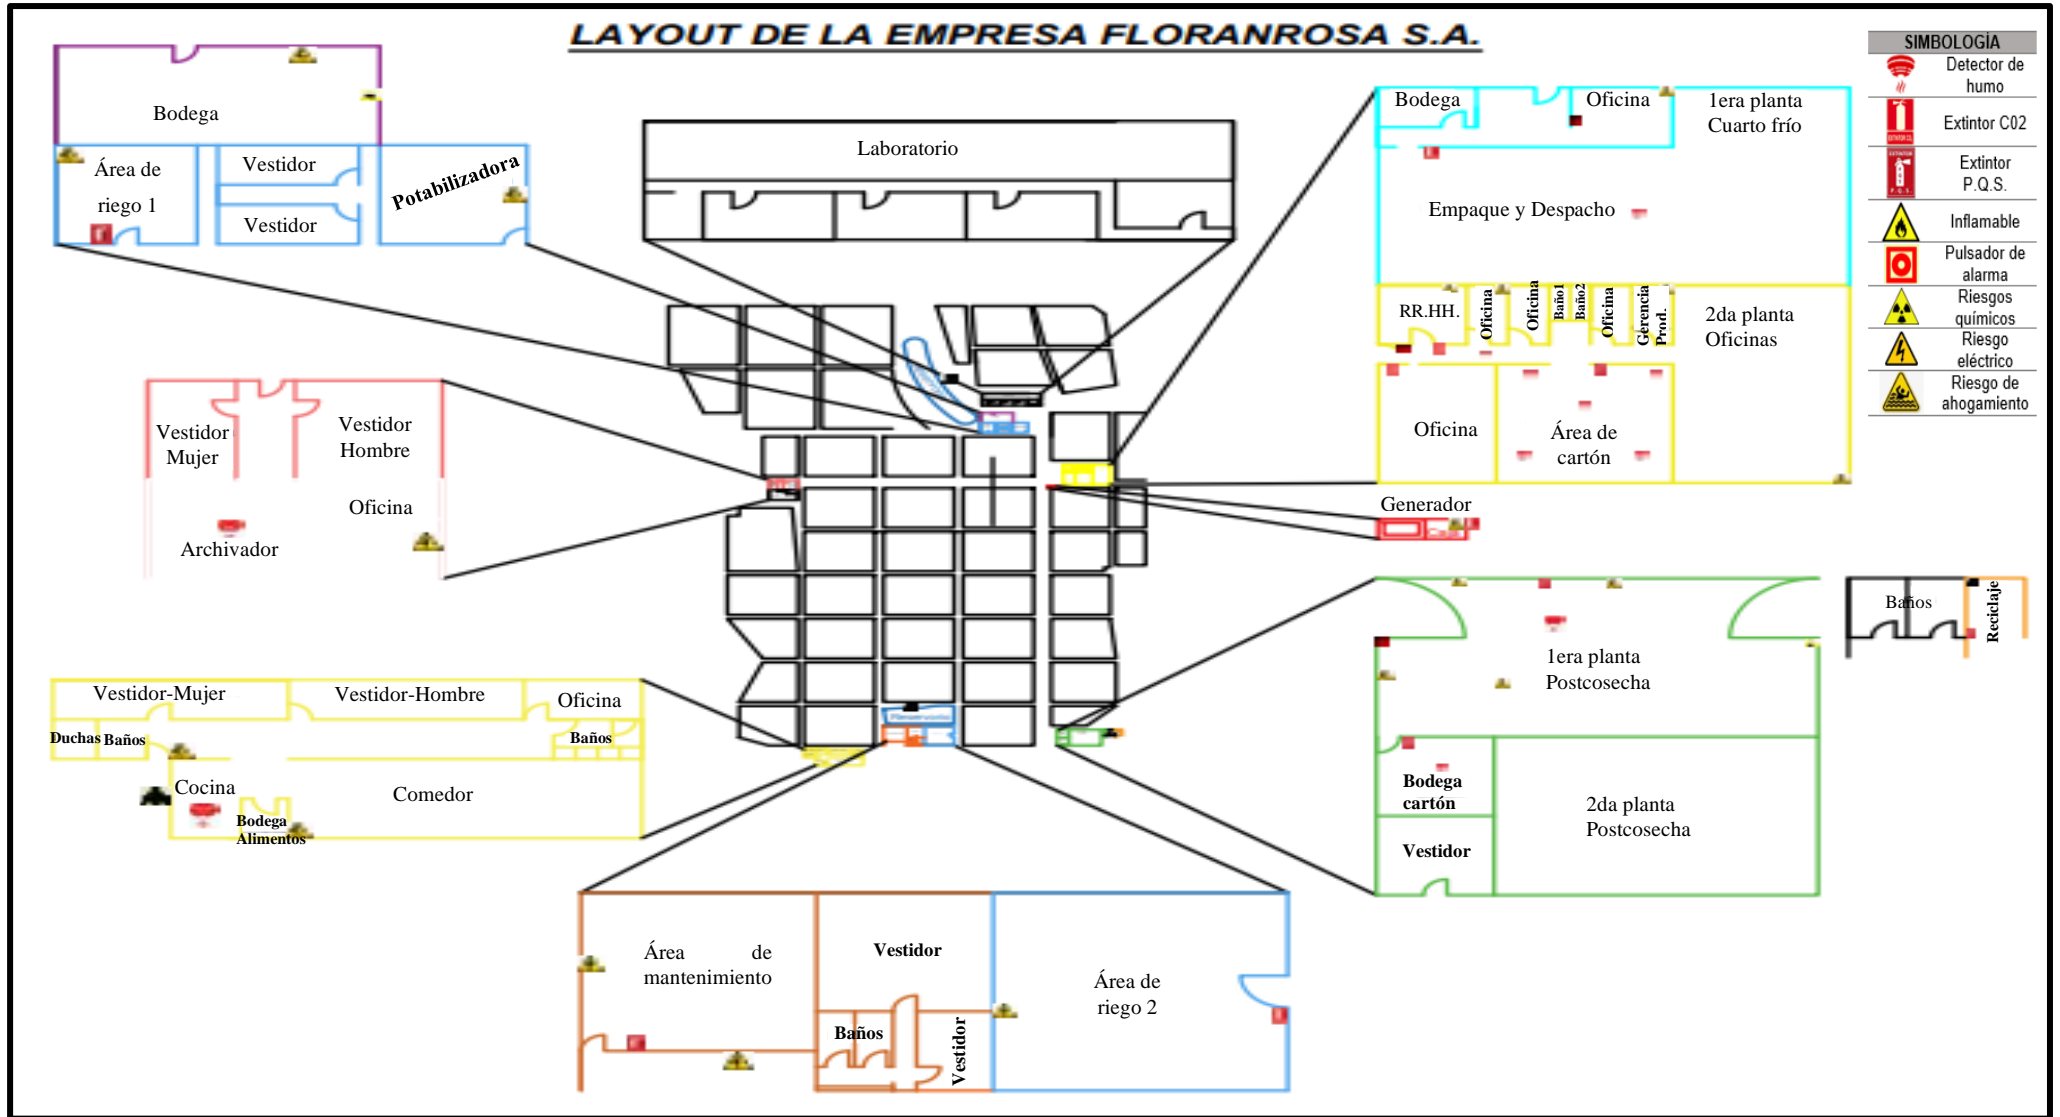 LAYOUT DE LA EMPRESA FLORANROSA S.A.
SIMBOLOGÍA
Detector de
humo
Extintor C02
Extintor
P.Q.S.
Inflamable
Pulsador de
alarma
Riesgos
químicos
Riesgo
eléctrico
Riesgo de
ahogamiento
Bodega
Área de
riego 1
Vestidor
Vestidor
Potabilizadora
Laboratorio
Bodega
Oficina
1era planta
Cuarto frío
Empaque y Despacho
RR.HH.
Oficina
Oficina
Baño1
Baño2
Oficina
Gerencia
Prod.
2da planta
Oficinas
Oficina
Área de
cartón
Generador
Vestidor
Mujer
Vestidor
Hombre
Oficina
Archivador
1era planta
Postcosecha
Baños
Reciclaje
Bodega
cartón
Vestidor
2da planta
Postcosecha
Vestidor-Mujer
Vestidor-Hombre
Oficina
Duchas
Baños
Baños
Cocina
Comedor
Bodega
Alimentos
Reservorio
Área de
mantenimiento
Vestidor
Baños
Vestidor
Área de
riego 2